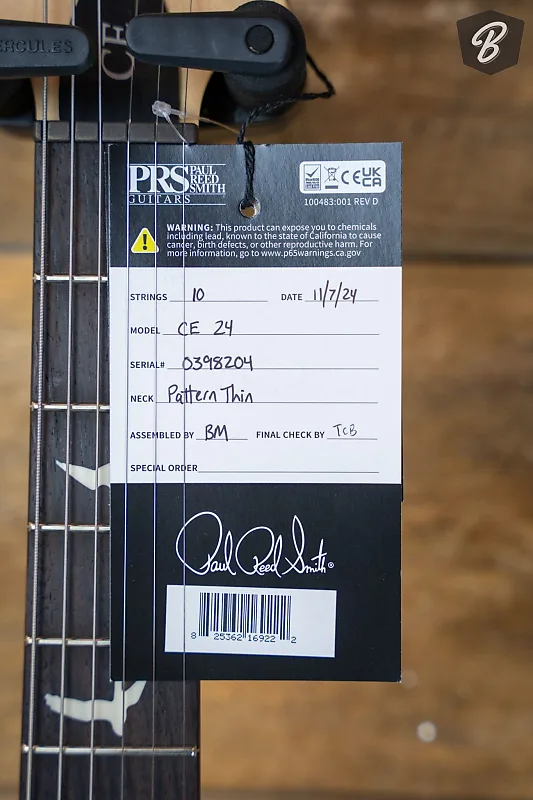 HERCULES
CE
B
PRS PAUL REED SMITH
GUITARS
CE UK CA
100483:001 REV D
WARNING: This product can expose you to chemicals
including lead, known to the state of California to cause
cancer, birth defects, or other reproductive harm. For
more information, go to www.p65warnings.ca.gov
STRINGS 10 DATE 11/7/24
MODEL CE 24
SERIAL# 0398204
NECK Pattern Thin
ASSEMBLED BY BM FINAL CHECK BY TCB
SPECIAL ORDER
Paul Reed Smith®
8 25362 16922 2